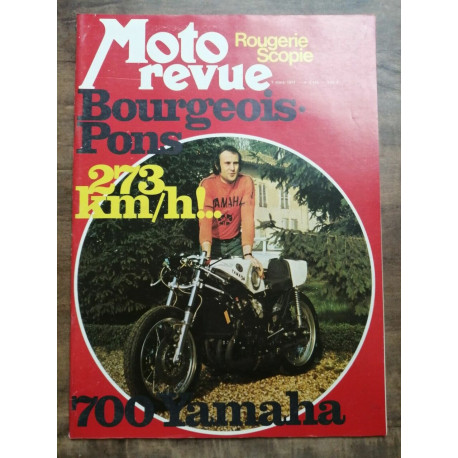 Moto
revue
Rougerie
Scopie
Bourgeois.
Pons
273
km/h!..
YAMAHA
700 Yamaha